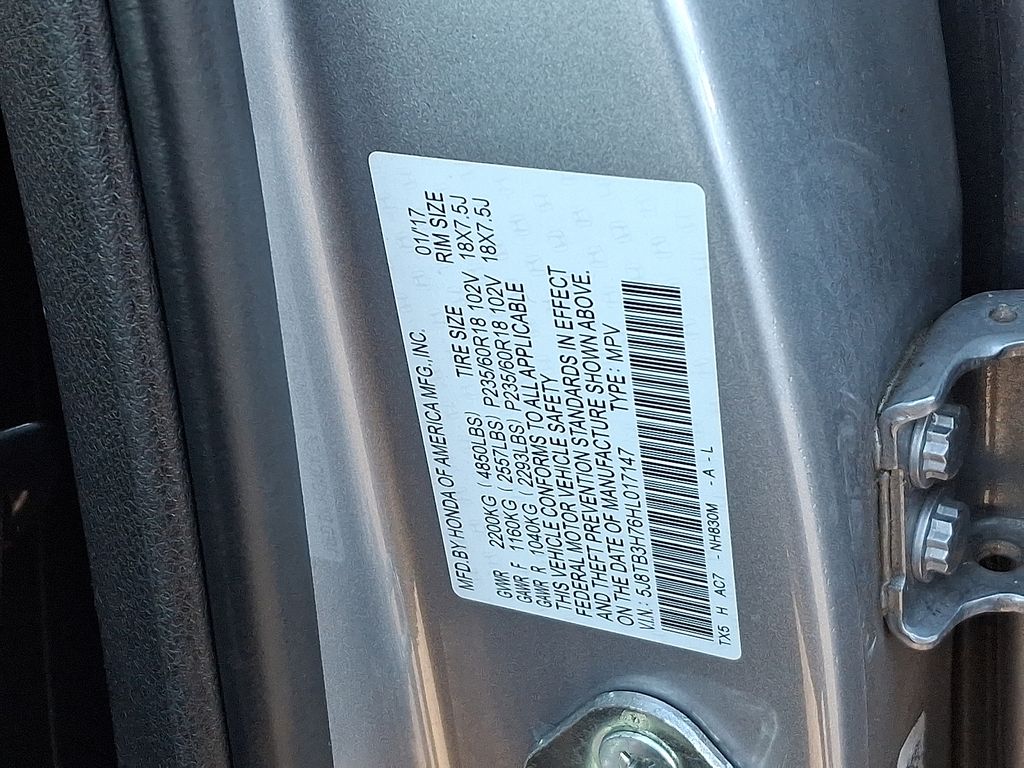 MFD.BY HONDA OF AMERICA MFG.,INC. 01/'17
TIRE SIZE RIM SIZE
GVWR 2200KG ( 4850LBS) P235/60R18 102V 18X7.5J
GAWR F 1160KG ( 2557LBS) P235/60R18 102V 18X7.5J
GAWR R 1040KG ( 2293LBS)
THIS VEHICLE CONFORMS TO ALL APPLICABLE
FEDERAL MOTOR VEHICLE SAFETY
AND THEFT PREVENTION STANDARDS IN EFFECT
ON THE DATE OF MANUFACTURE SHOWN ABOVE.
V.I.N.: 5J8TB3H76HL017147 TYPE: MPV
TX5 H AC7 - NH830M - A - L